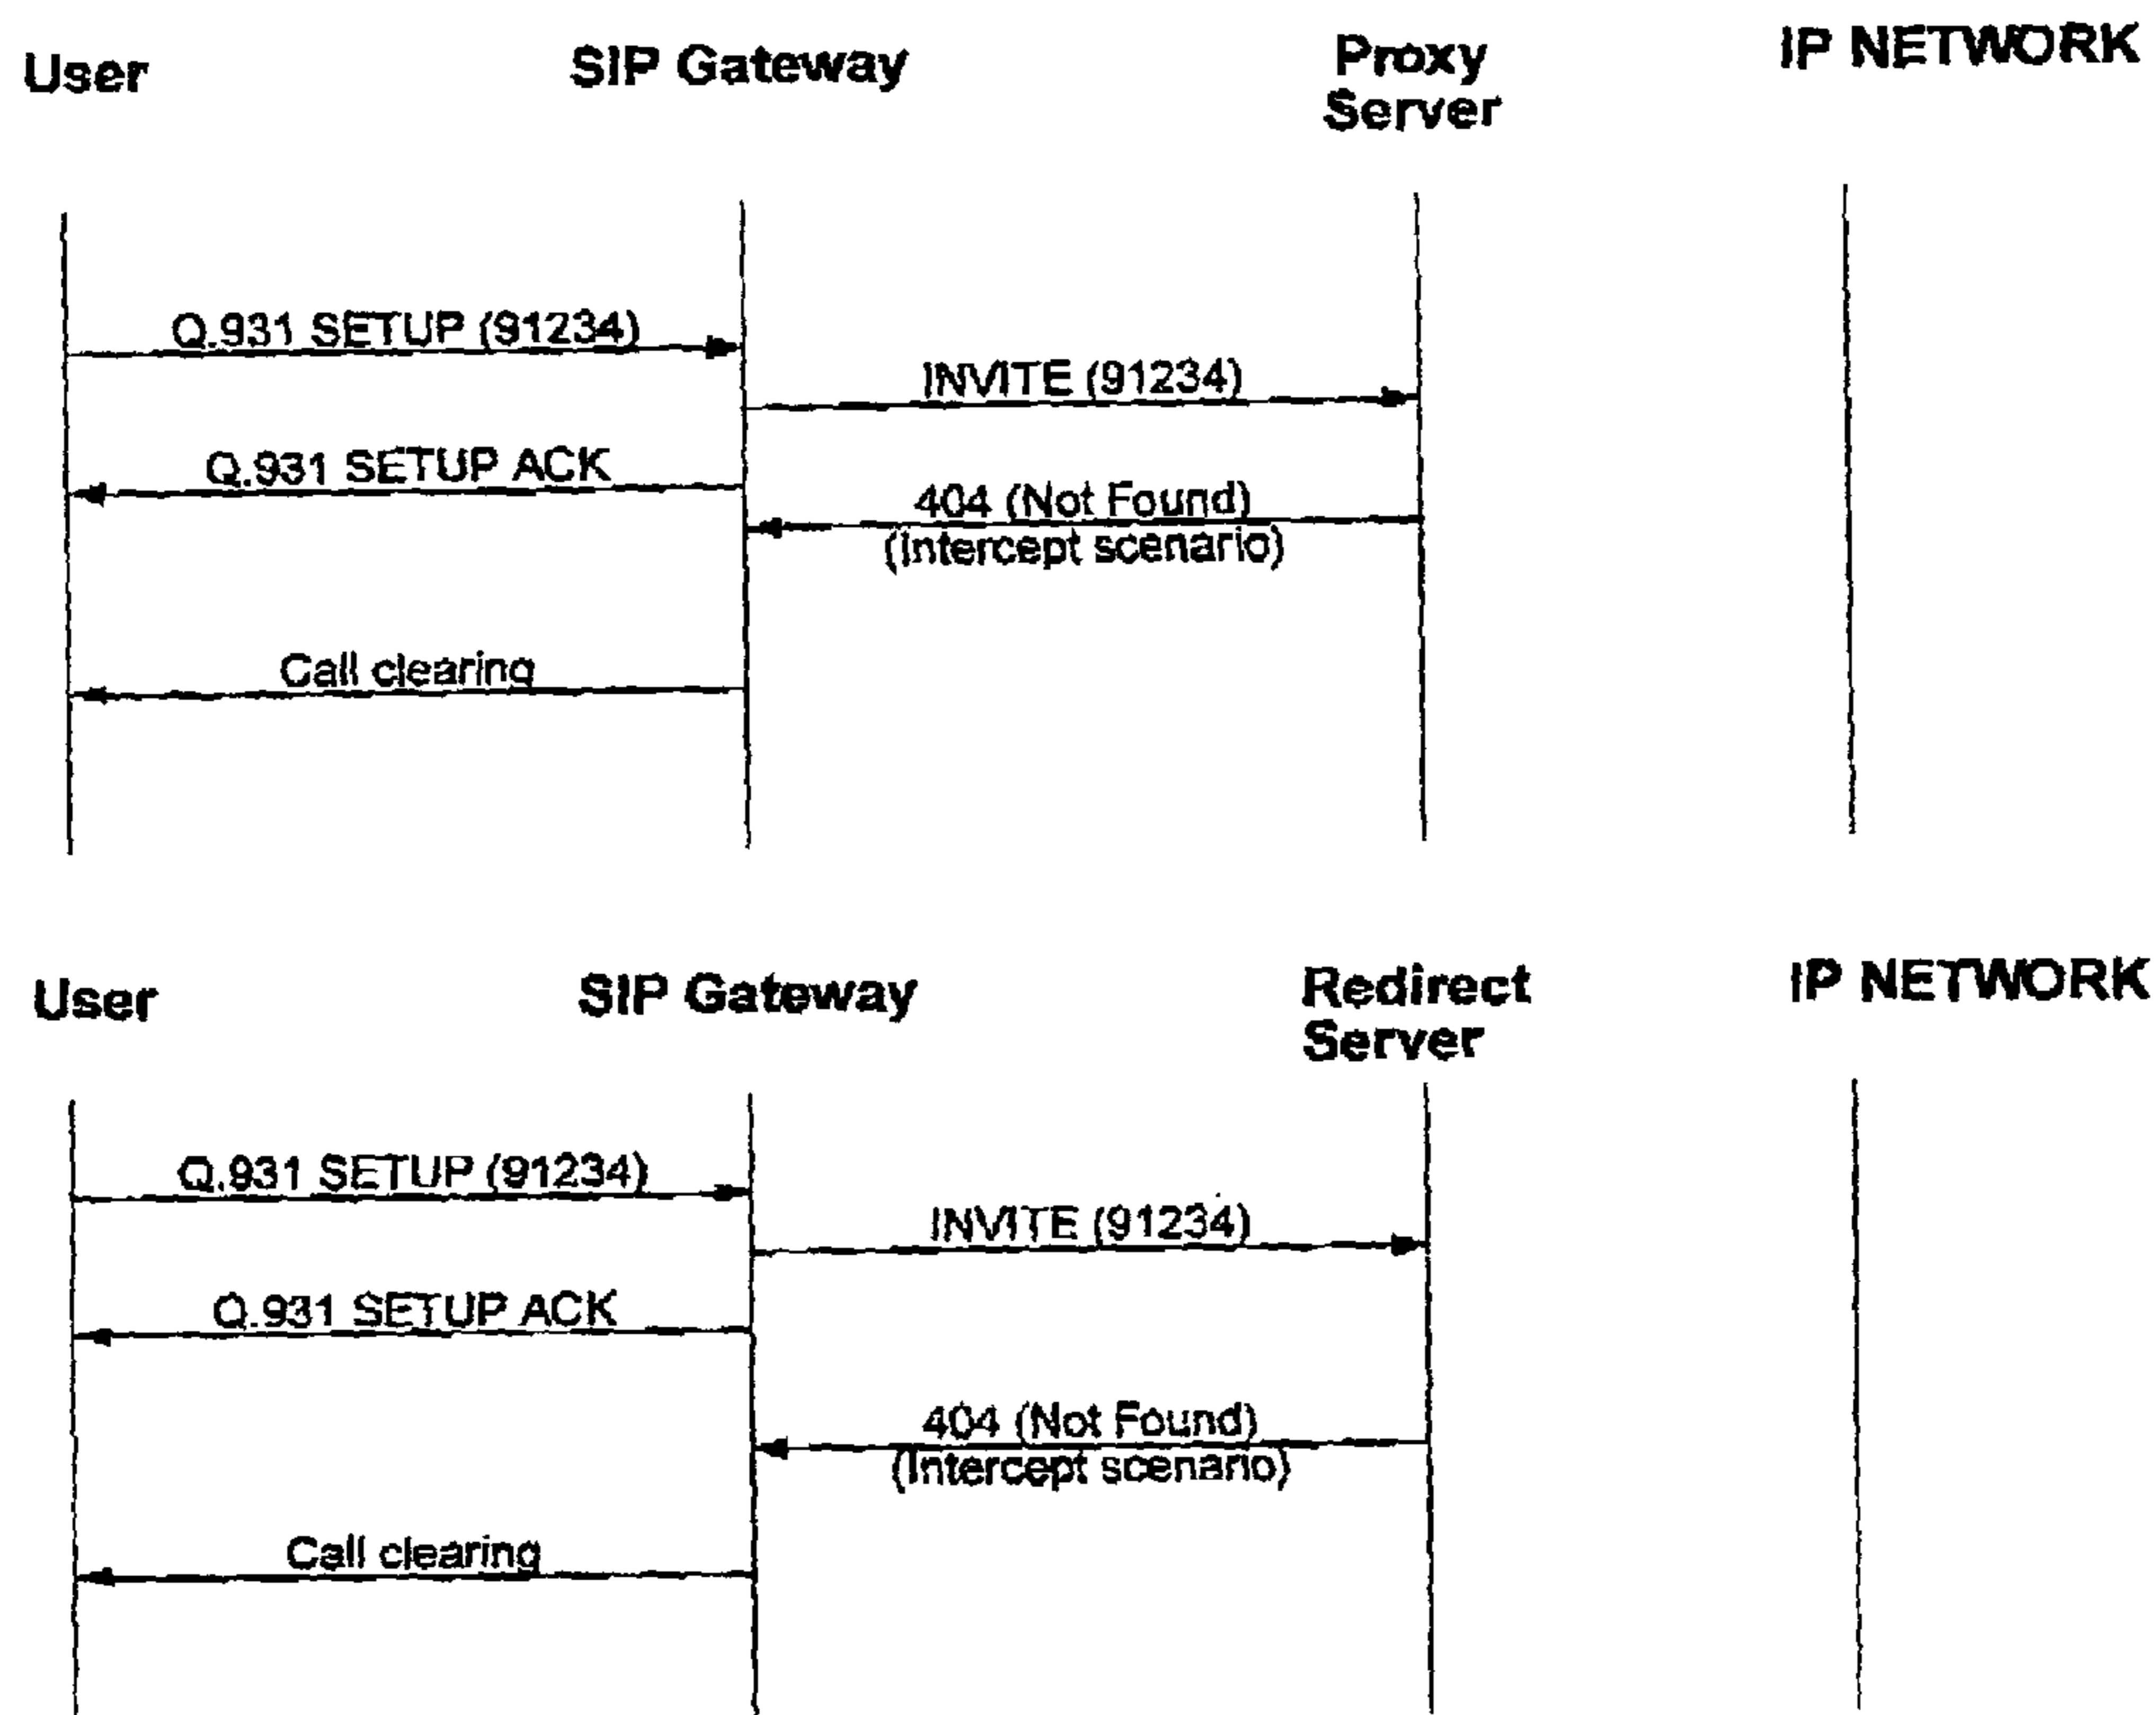 User
SIP Gateway
Proxy
Server
IP NETWORK
Q.931 SETUP (91234)
INVITE (91234)
Q.931 SETUP ACK
404 (Not Found)
(Intercept scenario)
Call clearing
User
SIP Gateway
Redirect
Server
IP NETWORK
Q.931 SETUP (91234)
INVITE (91234)
Q.931 SETUP ACK
404 (Not Found)
(Intercept scenario)
Call clearing